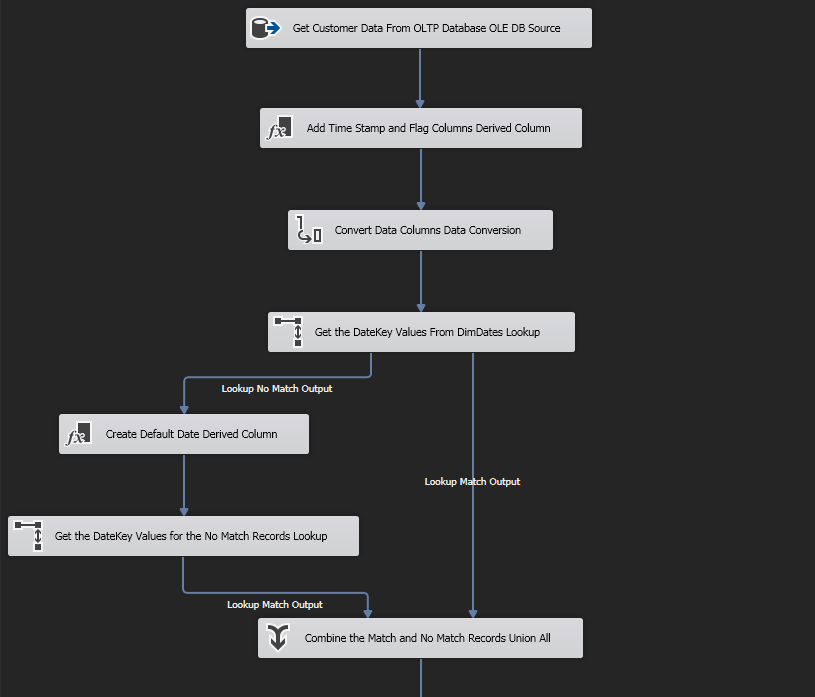 Get Customer Data From OLTP Database OLE DB Source
Add Time Stamp and Flag Columns Derived Column
Convert Data Columns Data Conversion
Get the DateKey Values From DimDates Lookup
Lookup No Match Output
Create Default Date Derived Column
Lookup Match Output
Get the DateKey Values for the No Match Records Lookup
Lookup Match Output
Combine the Match and No Match Records Union All